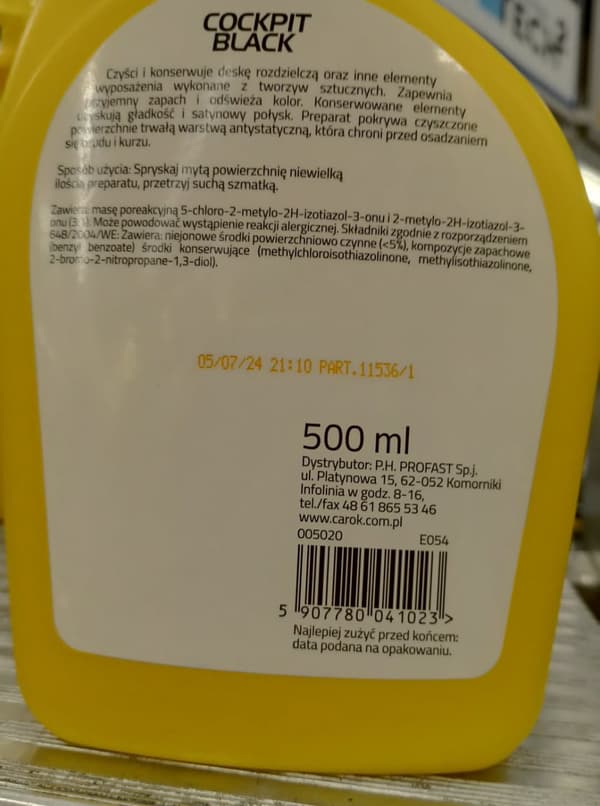 COCKPIT
BLACK
TECH2
Czyści i konserwuje deskę rozdzielczą oraz inne elementy
wyposażenia wykonane z tworzyw sztucznych. Zapewnia
przyjemny zapach i odświeża kolor. Konserwowane elementy
uzyskują gładkość i satynowy połysk. Preparat pokrywa czyszczone
powierzchnie trwałą warstwą antystatyczną, która chroni przed osadzaniem
się brudu i kurzu.
Sposób użycia: Spryskaj mytą powierzchnię niewielką
ilością preparatu, przetrzyj suchą szmatką.
Zawiera: masę poreakcyjną 5-chloro-2-metylo-2H-izotiazol-3-onu i 2-metylo-2H-izotiazol-3-
onu (3:1). Może powodować wystąpienie reakcji alergicznej. Składniki zgodnie z rozporządzeniem
648/2004/WE: Zawiera: niejonowe środki powierzchniowo czynne (<5%), kompozycje zapachowe
(benzyl benzoate) środki konserwujące (methylchloroisothiazolinone, methylisothiazolinone,
2-bromo-2-nitropropane-1,3-diol).
05/07/24 21:10 PART.11536/1
500 ml
Dystrybutor: P.H. PROFAST Sp.j.
ul. Platynowa 15, 62-052 Komorniki
Infolinia w godz. 8-16,
tel./fax 48 61 865 53 46
www.carok.com.pl
005020 E054
5 907780 041023 >
Najlepiej zużyć przed końcem:
data podana na opakowaniu.